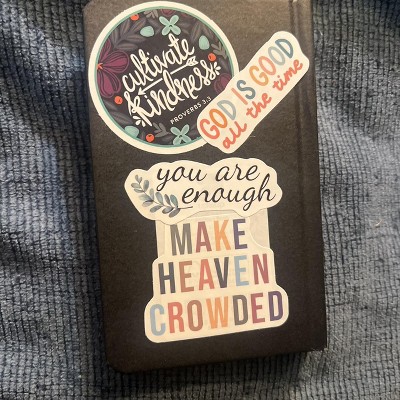 cultivate
kindness
PROVERBS 3:3
GOD IS GOOD
all the time
you are
enough
MAKE
HEAVEN
CROWDED